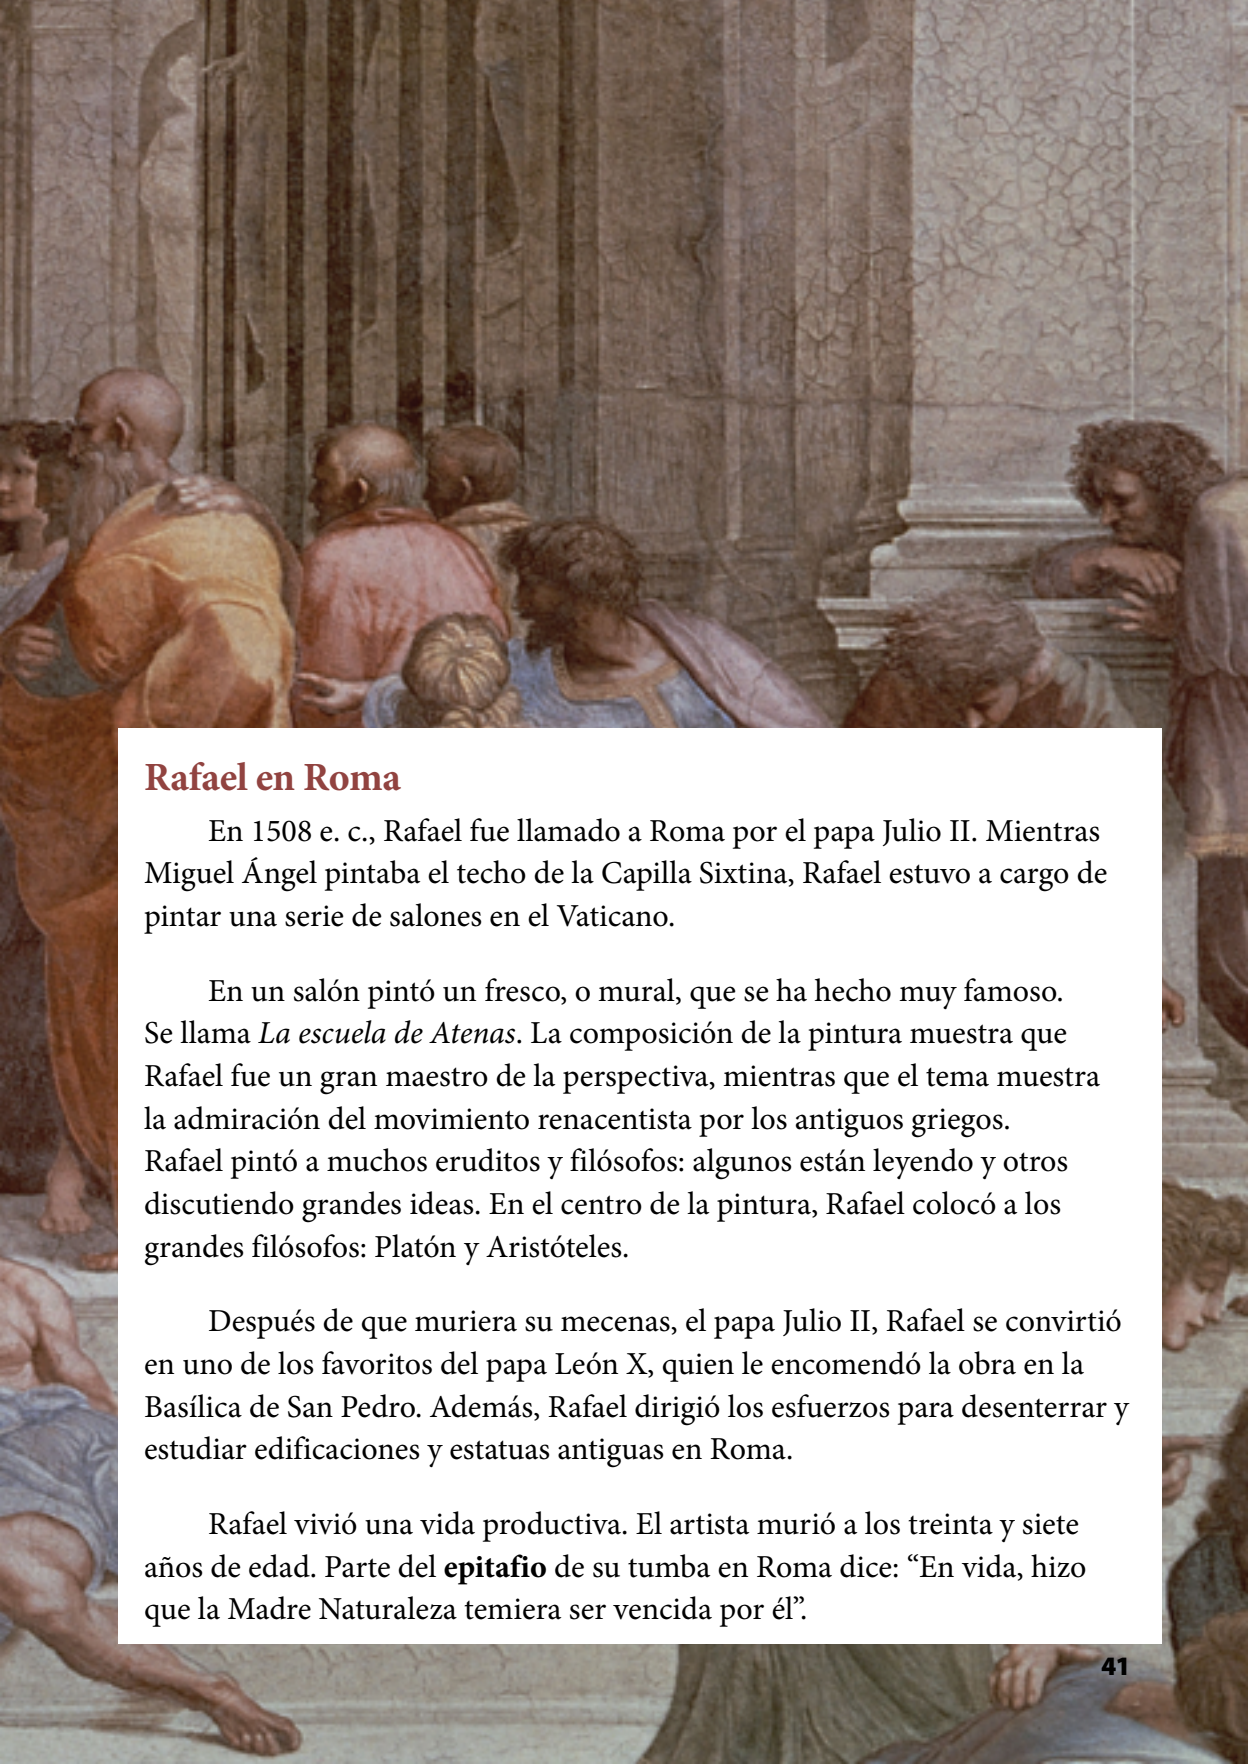 Rafael en Roma
En 1508 e. c., Rafael fue llamado a Roma por el papa Julio II. Mientras
Miguel Ángel pintaba el techo de la Capilla Sixtina, Rafael estuvo a cargo de
pintar una serie de salones en el Vaticano.
En un salón pintó un fresco, o mural, que se ha hecho muy famoso.
Se llama La escuela de Atenas. La composición de la pintura muestra que
Rafael fue un gran maestro de la perspectiva, mientras que el tema muestra
la admiración del movimiento renacentista por los antiguos griegos.
Rafael pintó a muchos eruditos y filósofos: algunos están leyendo y otros
discutiendo grandes ideas. En el centro de la pintura, Rafael colocó a los
grandes filósofos: Platón y Aristóteles.
Después de que muriera su mecenas, el papa Julio II, Rafael se convirtió
en uno de los favoritos del papa León X, quien le encomendó la obra en la
Basílica de San Pedro. Además, Rafael dirigió los esfuerzos para desenterrar y
estudiar edificaciones y estatuas antiguas en Roma.
Rafael vivió una vida productiva. El artista murió a los treinta y siete
años de edad. Parte del epitafio de su tumba en Roma dice: “En vida, hizo
que la Madre Naturaleza temiera ser vencida por él”.
41